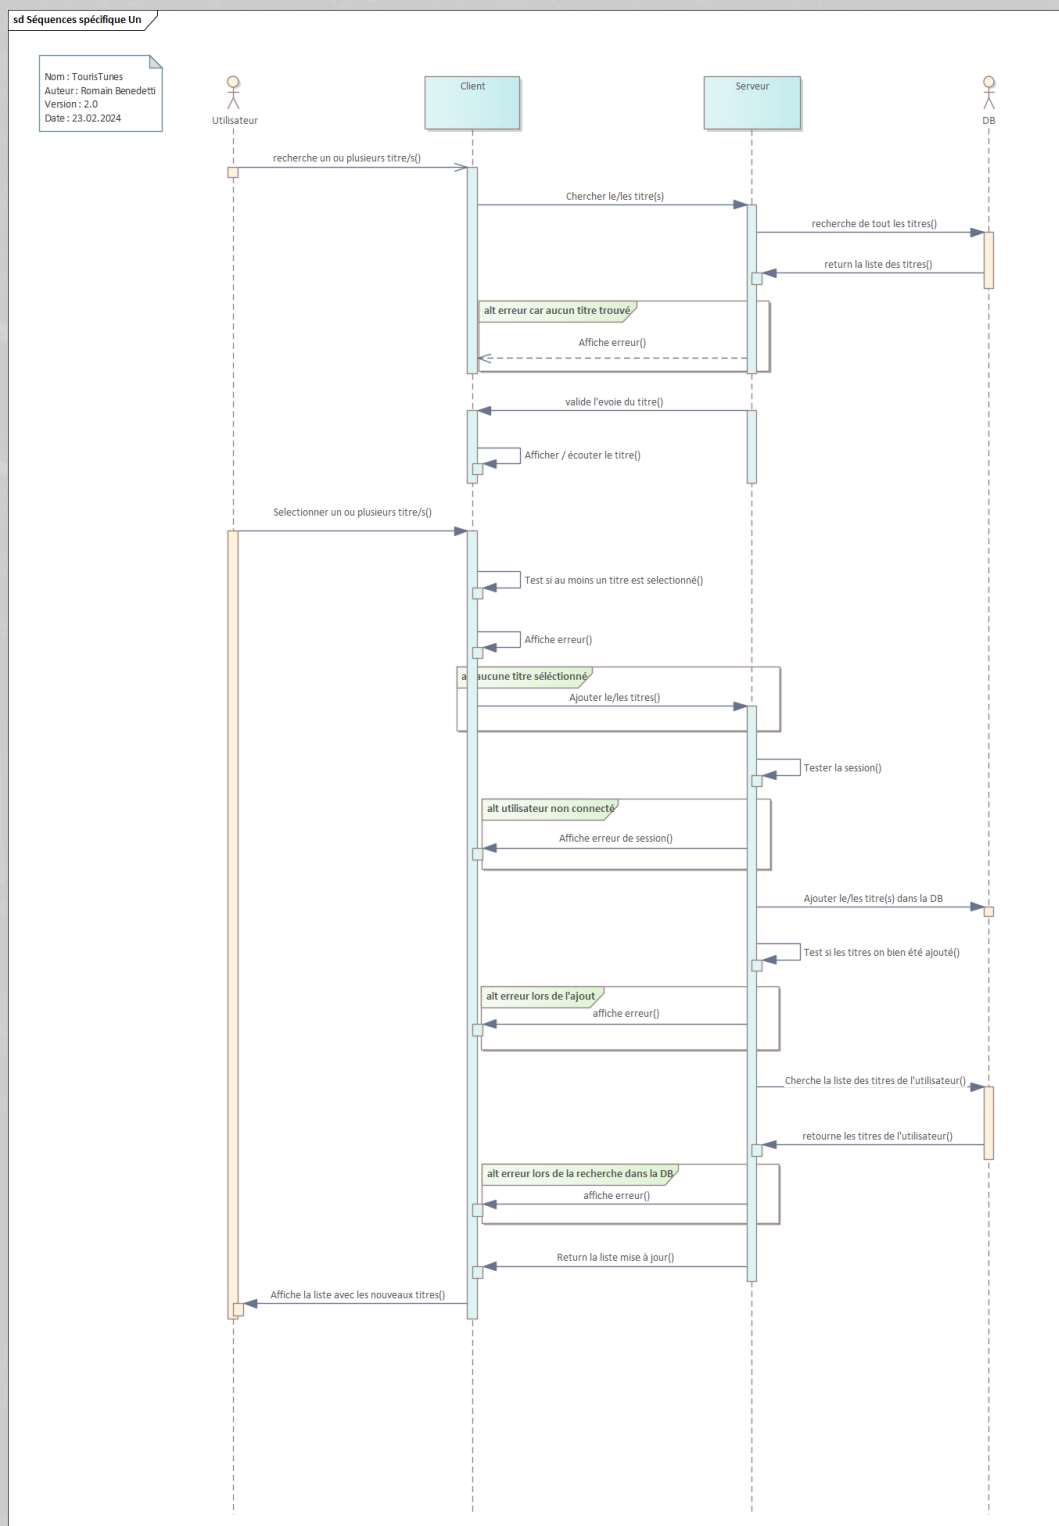 sd Séquences spécifique Un
Nom : TourisTunes
Auteur : Romain Benedetti
Version : 2.0
Date : 23.02.2024
Utilisateur
Client
Serveur
DB
recherche un ou plusieurs titre/s()
Chercher le/les titre(s)
recherche de tout les titres()
return la liste des titres()
alt erreur car aucun titre trouvé
Affiche erreur()
valide l'evoie du titre()
Afficher / écouter le titre()
Selectionner un ou plusieurs titre/s()
Test si au moins un titre est selectionné()
Affiche erreur()
aucune titre séléctionné
Ajouter le/les titres()
Tester la session()
alt utilisateur non connecté
Affiche erreur de session()
Ajouter le/les titre(s) dans la DB
Test si les titres on bien été ajouté()
alt erreur lors de l'ajout
affiche erreur()
Cherche la liste des titres de l'utilisateur()
retourne les titres de l'utilisateur()
alt erreur lors de la recherche dans la DB
affiche erreur()
Return la liste mise à jour()
Affiche la liste avec les nouveaux titres()